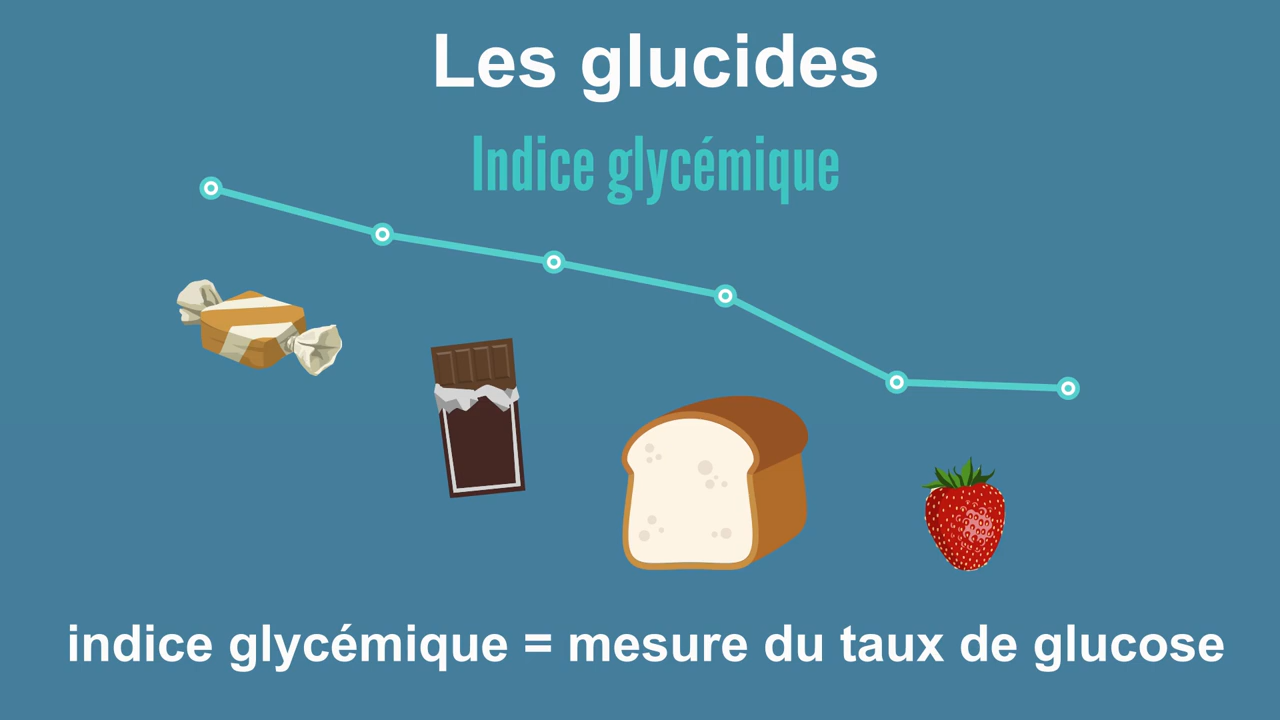 Les glucides
Indice glycémique
indice glycémique = mesure du taux de glucose